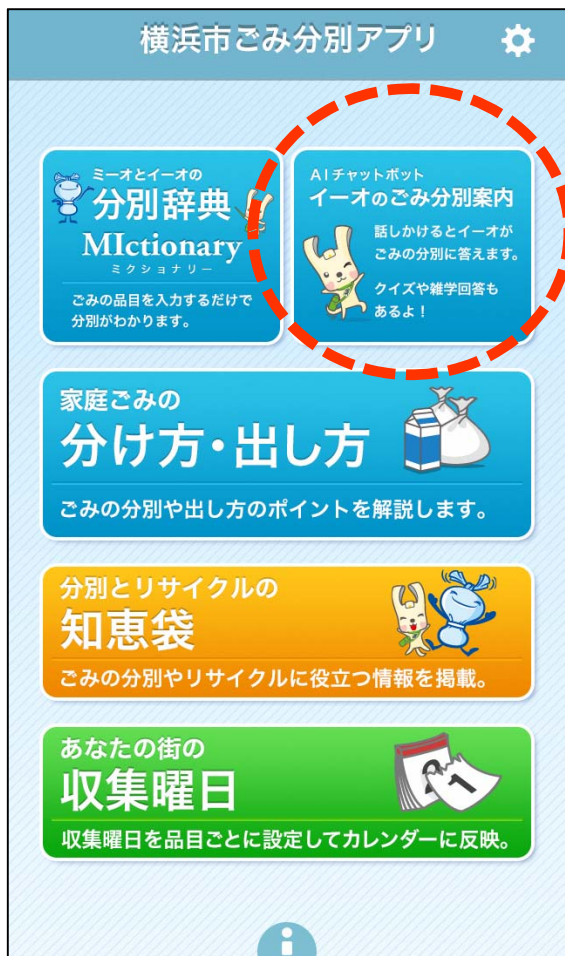 横浜市ごみ分別アプリ
ミーオとイーオの
分別辞典
MIctionary
ミクショナリー
ごみの品目を入力するだけで
分別がわかります。
AIチャットボット
イーオのごみ分別案内
話しかけるとイーオが
ごみの分別に答えます。
クイズや雑学回答も
あるよ！
家庭ごみの
分け方・出し方
ごみの分別や出し方のポイントを解説します。
分別とリサイクルの
知恵袋
ごみの分別やリサイクルに役立つ情報を掲載。
あなたの街の
収集曜日
21
収集曜日を品目ごとに設定してカレンダーに反映。